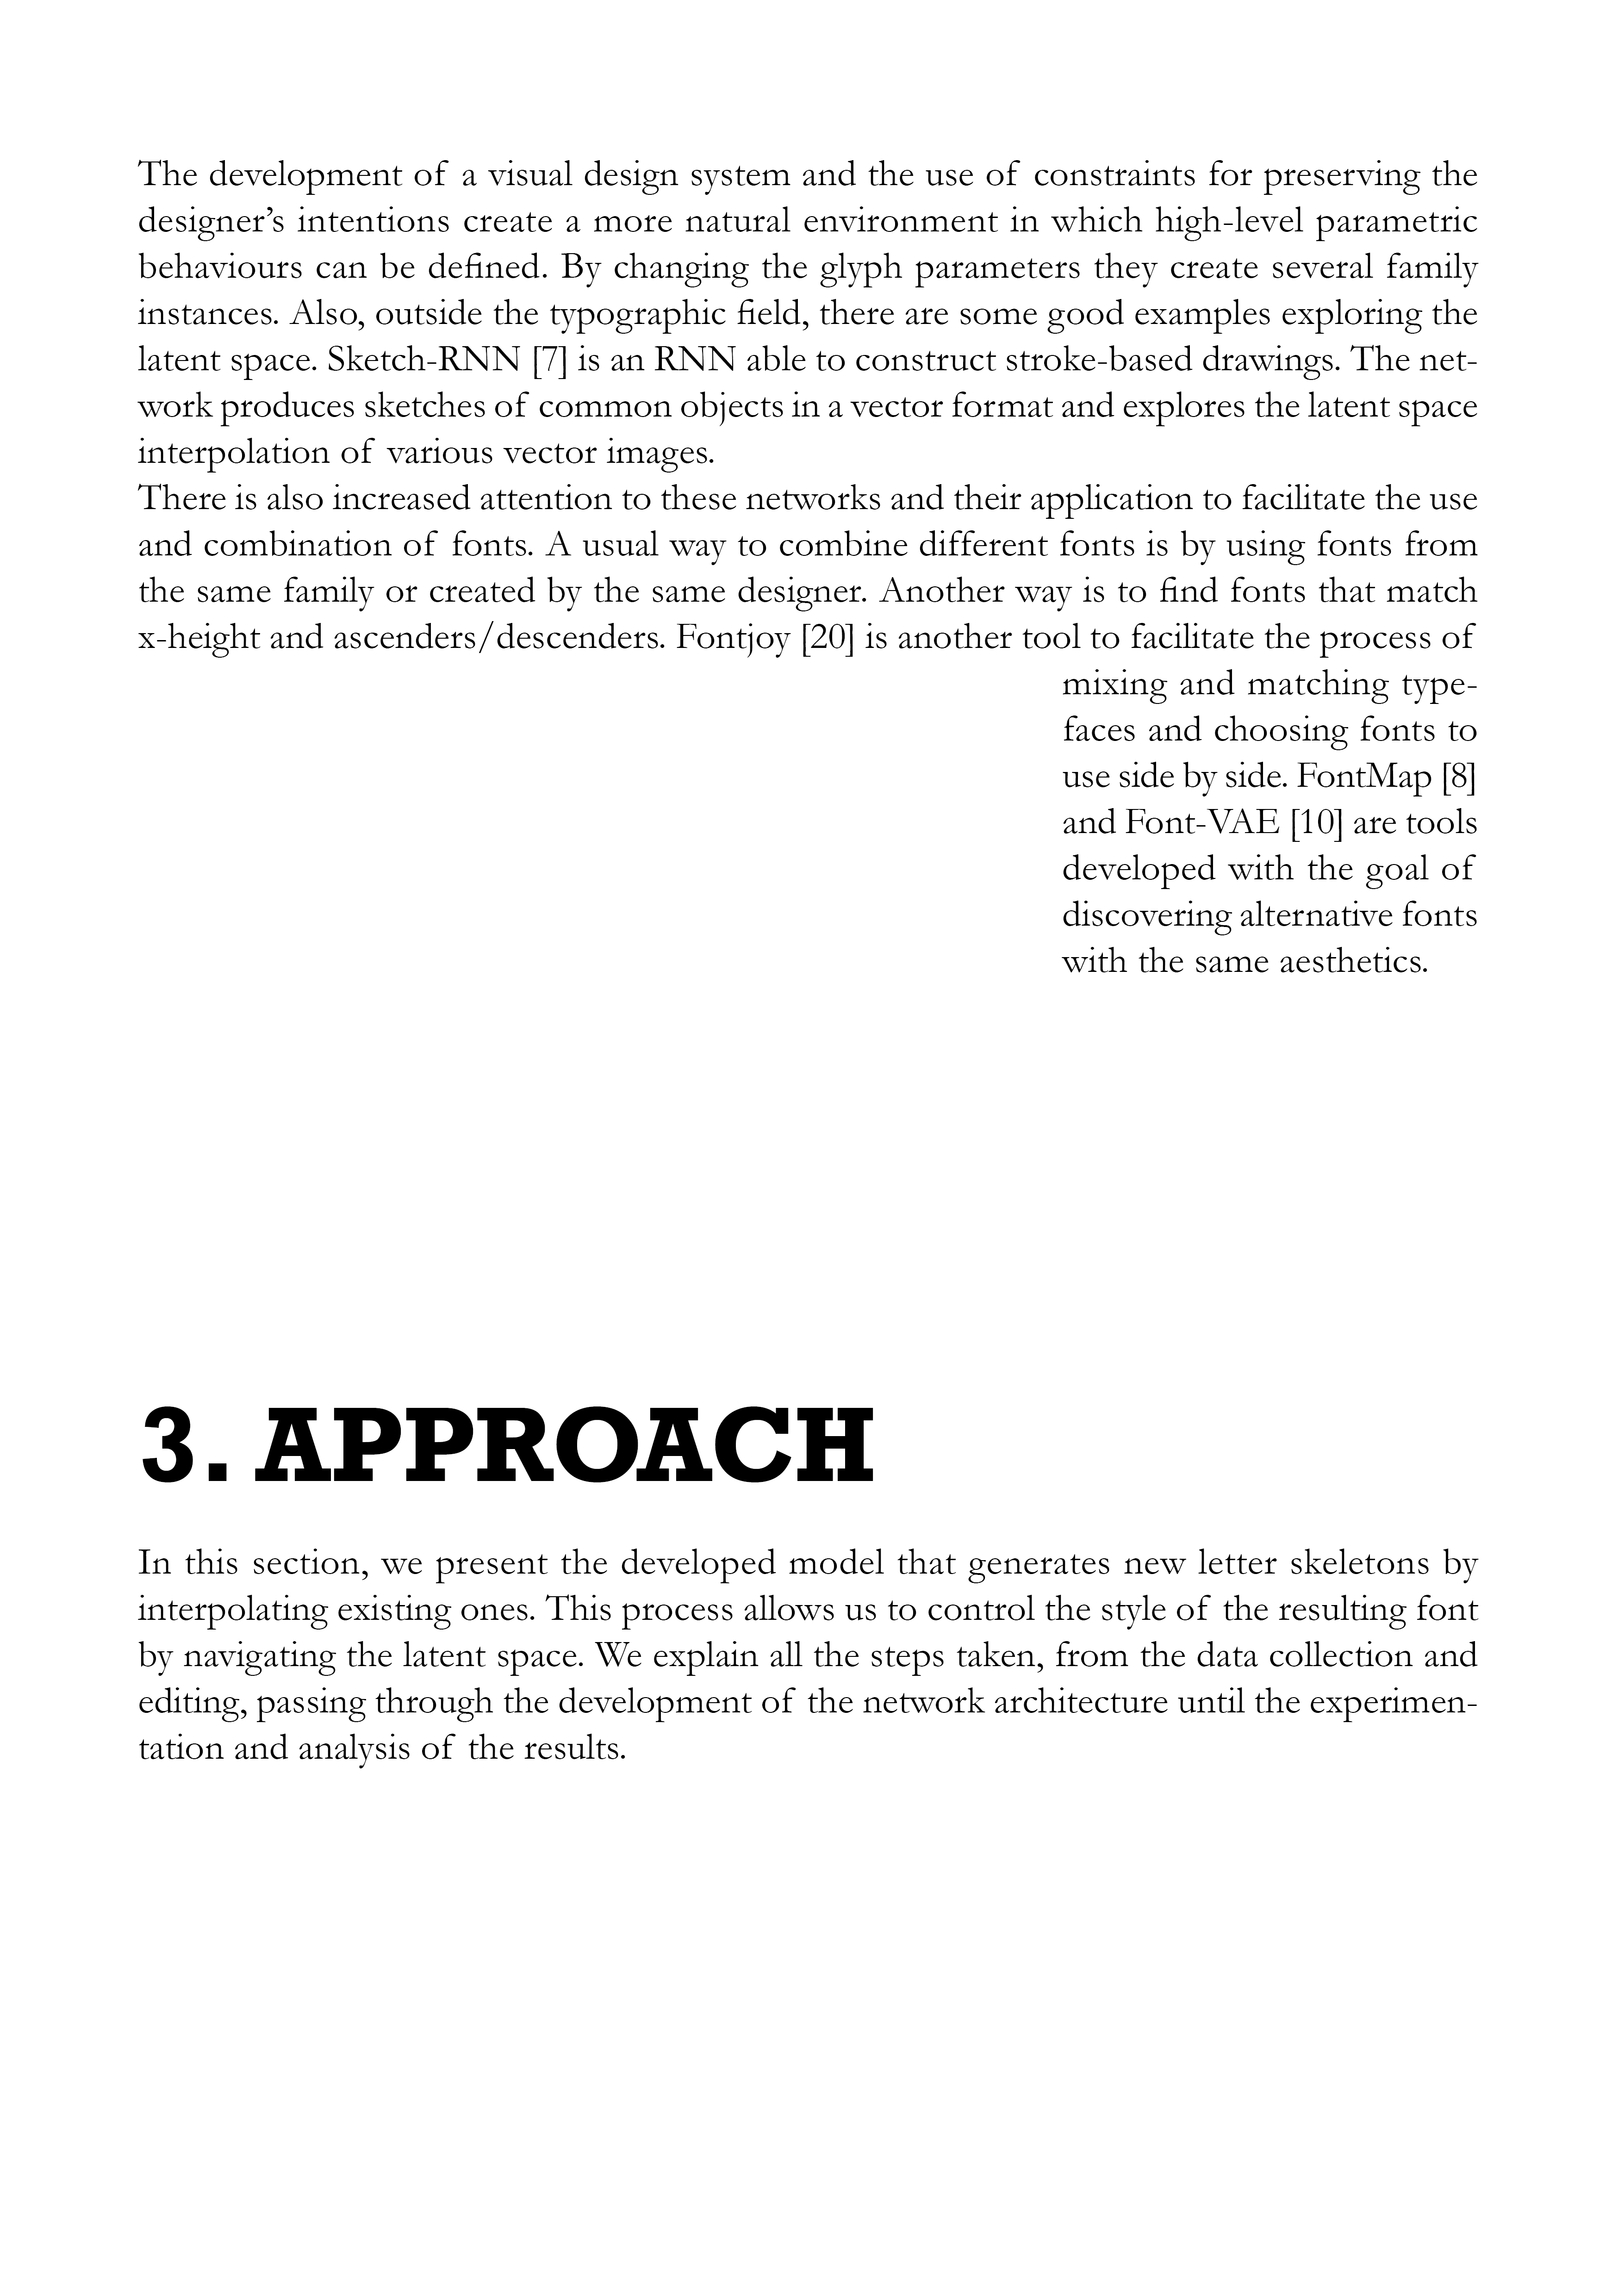 The development of a visual design system and the use of constraints for preserving the
designer’s intentions create a more natural environment in which high-level parametric
behaviours can be defined. By changing the glyph parameters they create several family
instances. Also, outside the typographic field, there are some good examples exploring the
latent space. Sketch-RNN [7] is an RNN able to construct stroke-based drawings. The net-
work produces sketches of common objects in a vector format and explores the latent space
interpolation of various vector images.
There is also increased attention to these networks and their application to facilitate the use
and combination of fonts. A usual way to combine different fonts is by using fonts from
the same family or created by the same designer. Another way is to find fonts that match
x-height and ascenders/descenders. Fontjoy [20] is another tool to facilitate the process of
mixing and matching type-
faces and choosing fonts to
use side by side. FontMap [8]
and Font-VAE [10] are tools
developed with the goal of
discovering alternative fonts
with the same aesthetics.
3. APPROACH
In this section, we present the developed model that generates new letter skeletons by
interpolating existing ones. This process allows us to control the style of the resulting font
by navigating the latent space. We explain all the steps taken, from the data collection and
editing, passing through the development of the network architecture until the experimen-
tation and analysis of the results.